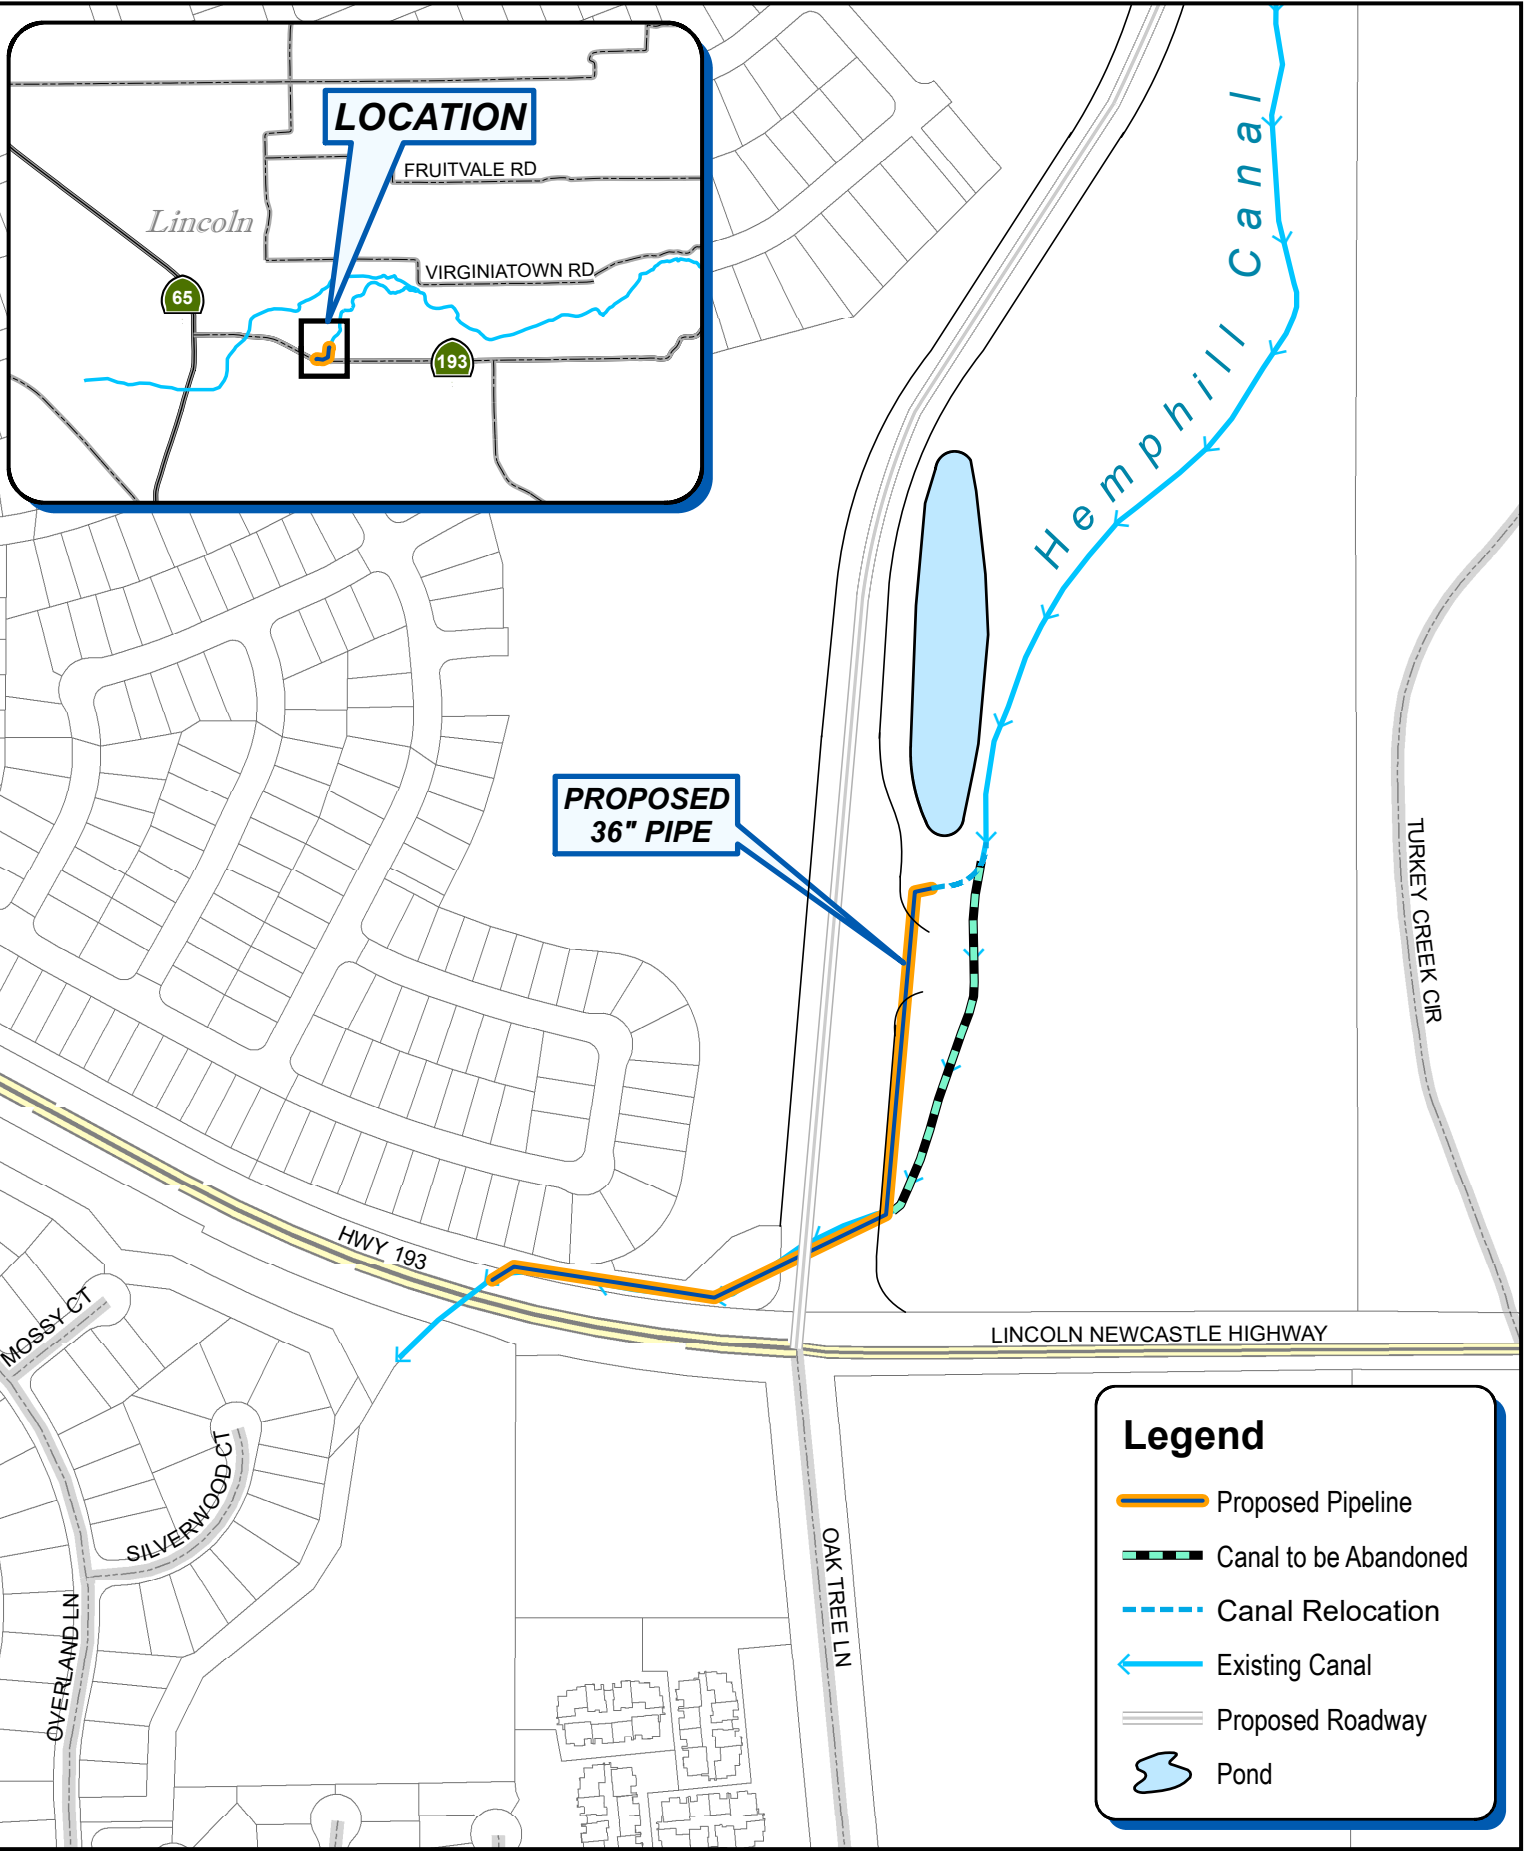 LOCATION
FRUITVALE RD
Lincoln
VIRGINIATOWN RD
65
193
Hemphill Canal
PROPOSED
36" PIPE
TURKEY CREEK CIR
HWY 193
LINCOLN NEWCASTLE HIGHWAY
MOSSY CT
SILVERWOOD CT
OVERLAND LN
OAK TREE LN
Legend
Proposed Pipeline
Canal to be Abandoned
Canal Relocation
Existing Canal
Proposed Roadway
Pond